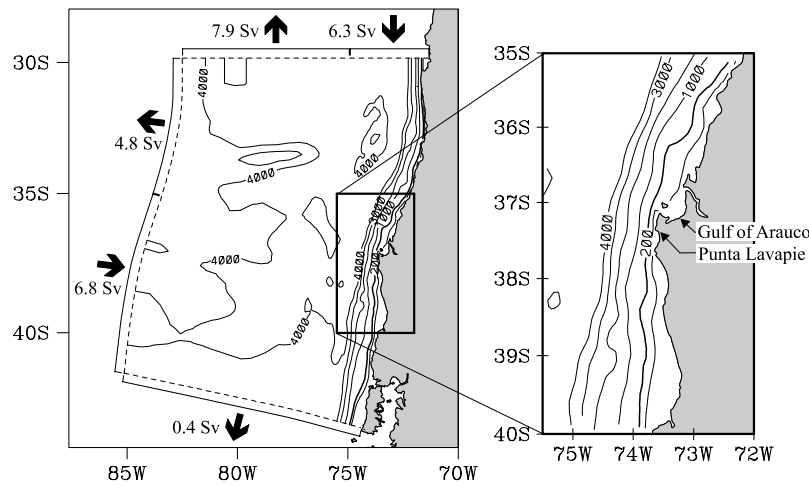 7.9 Sv
6.3 Sv
30S
4000
4.8 Sv
4000
4000
35S
3000
1000
4000
200
4000
6.8 Sv
4000
40S
0.4 Sv
85W
80W
75W
70W
35S
3000
1000
36S
37S
4000
200
Gulf of Arauco
Punta Lavapie
38S
39S
40S
75W
74W
73W
72W